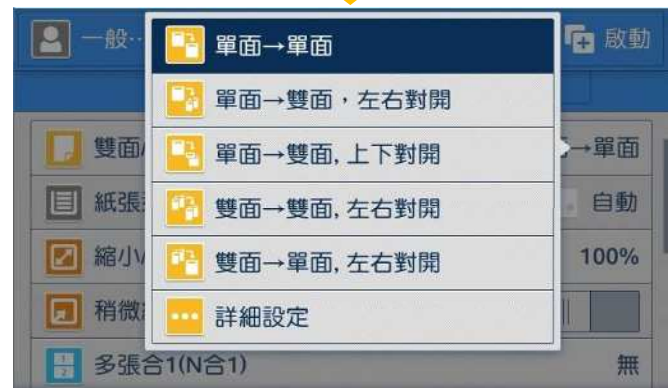 一般‧‧
啟動
單面→單面
單面→雙面，左右對開
單面→雙面, 上下對開
雙面→雙面, 左右對開
雙面→單面, 左右對開
詳細設定
雙面/
→單面
紙張
自動
縮小/
100%
稍微
多張合1(N合1)
無